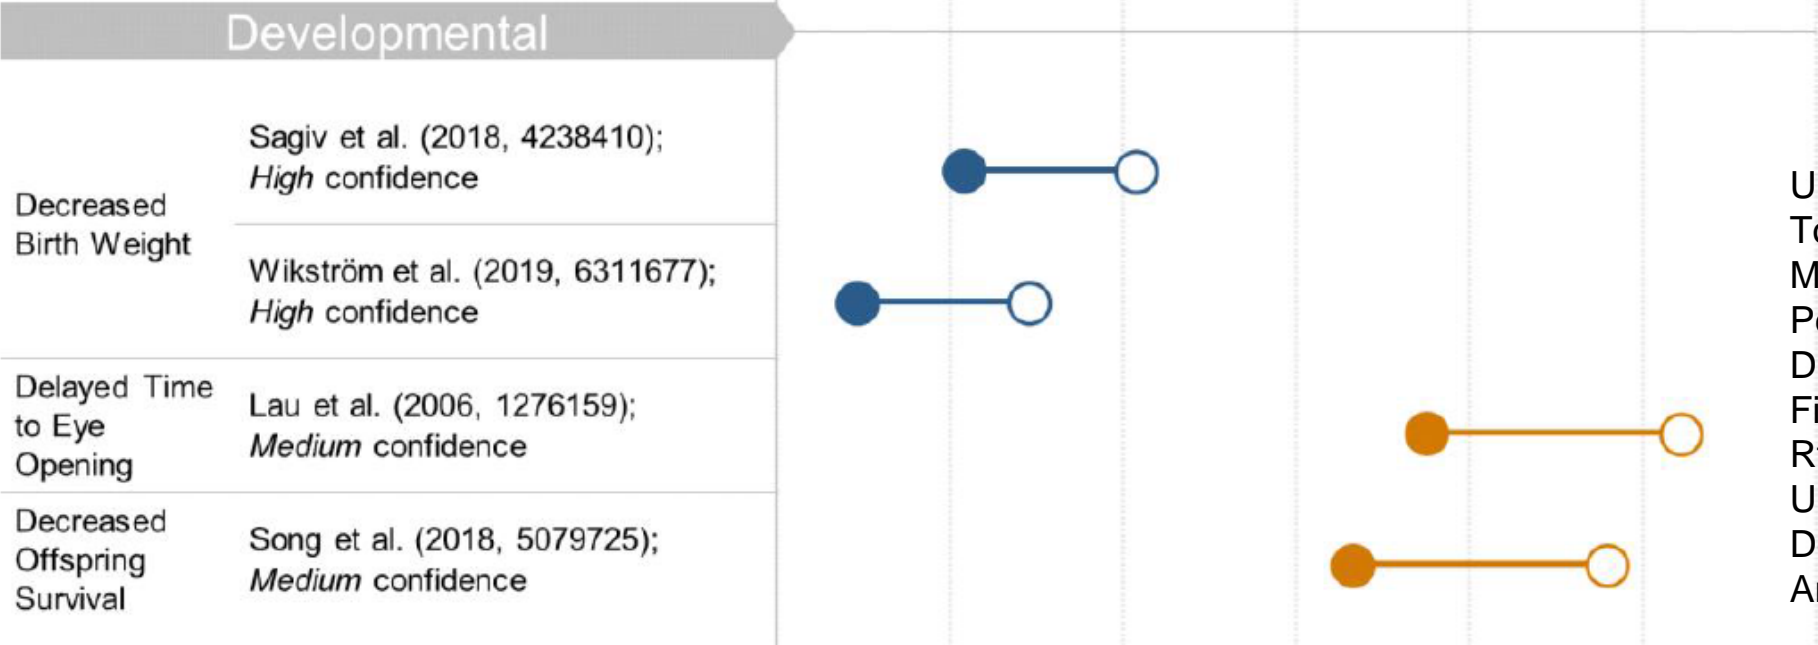 Developmental
Decreased
Birth Weight
Sagiv et al. (2018, 4238410);
High confidence
Wikström et al. (2019, 6311677);
High confidence
Delayed Time
to Eye
Opening
Lau et al. (2006, 1276159);
Medium confidence
Decreased
Offspring
Survival
Song et al. (2018, 5079725);
Medium confidence